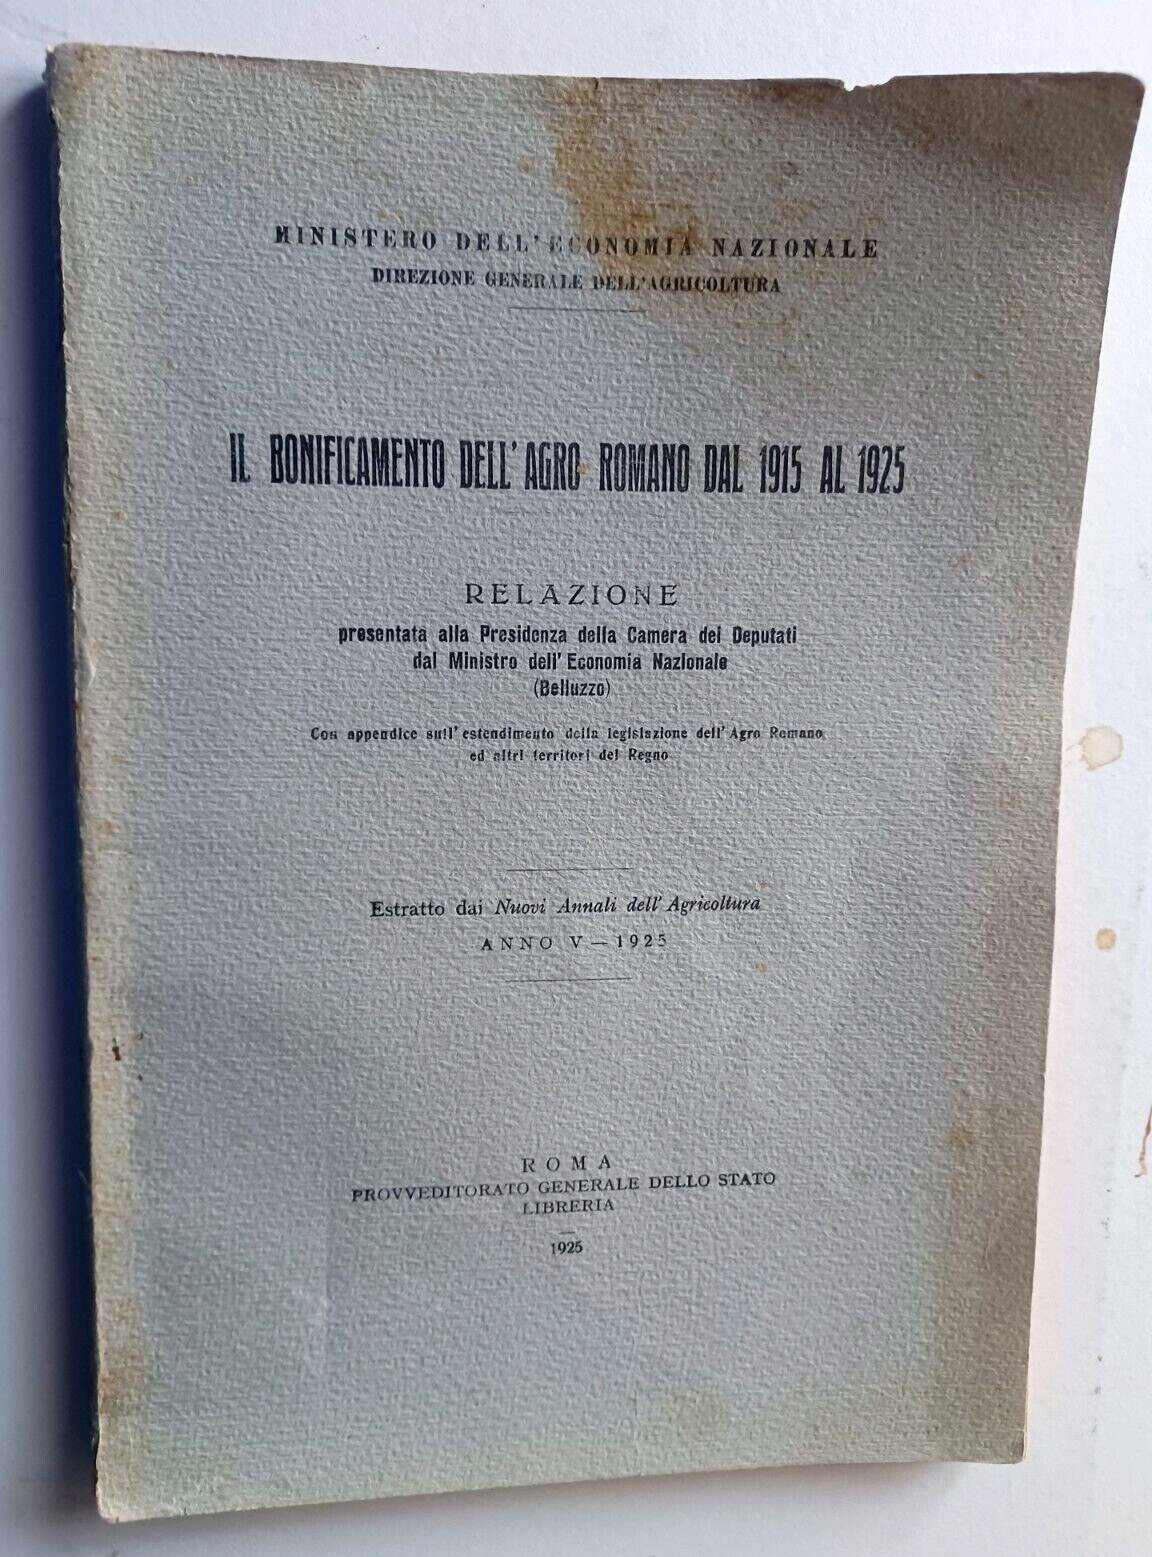 MINISTERO DELL'ECONOMIA NAZIONALE
DIREZIONE GENERALE DELL'AGRICOLTURA
IL BONIFICAMENTO DELL'AGRO ROMANO DAL 1915 AL 1925
RELAZIONE
presentata alla Presidenza della Camera dei Deputati
dal Ministro dell'Economia Nazionale
(Belluzzo)
Con appendice sull'estendimento della legislazione dell'Agro Romano
ed altri territori del Regno
Estratto dai Nuovi Annali dell'Agricoltura
ANNO V — 1925
ROMA
PROVVEDITORATO GENERALE DELLO STATO
LIBRERIA
1925